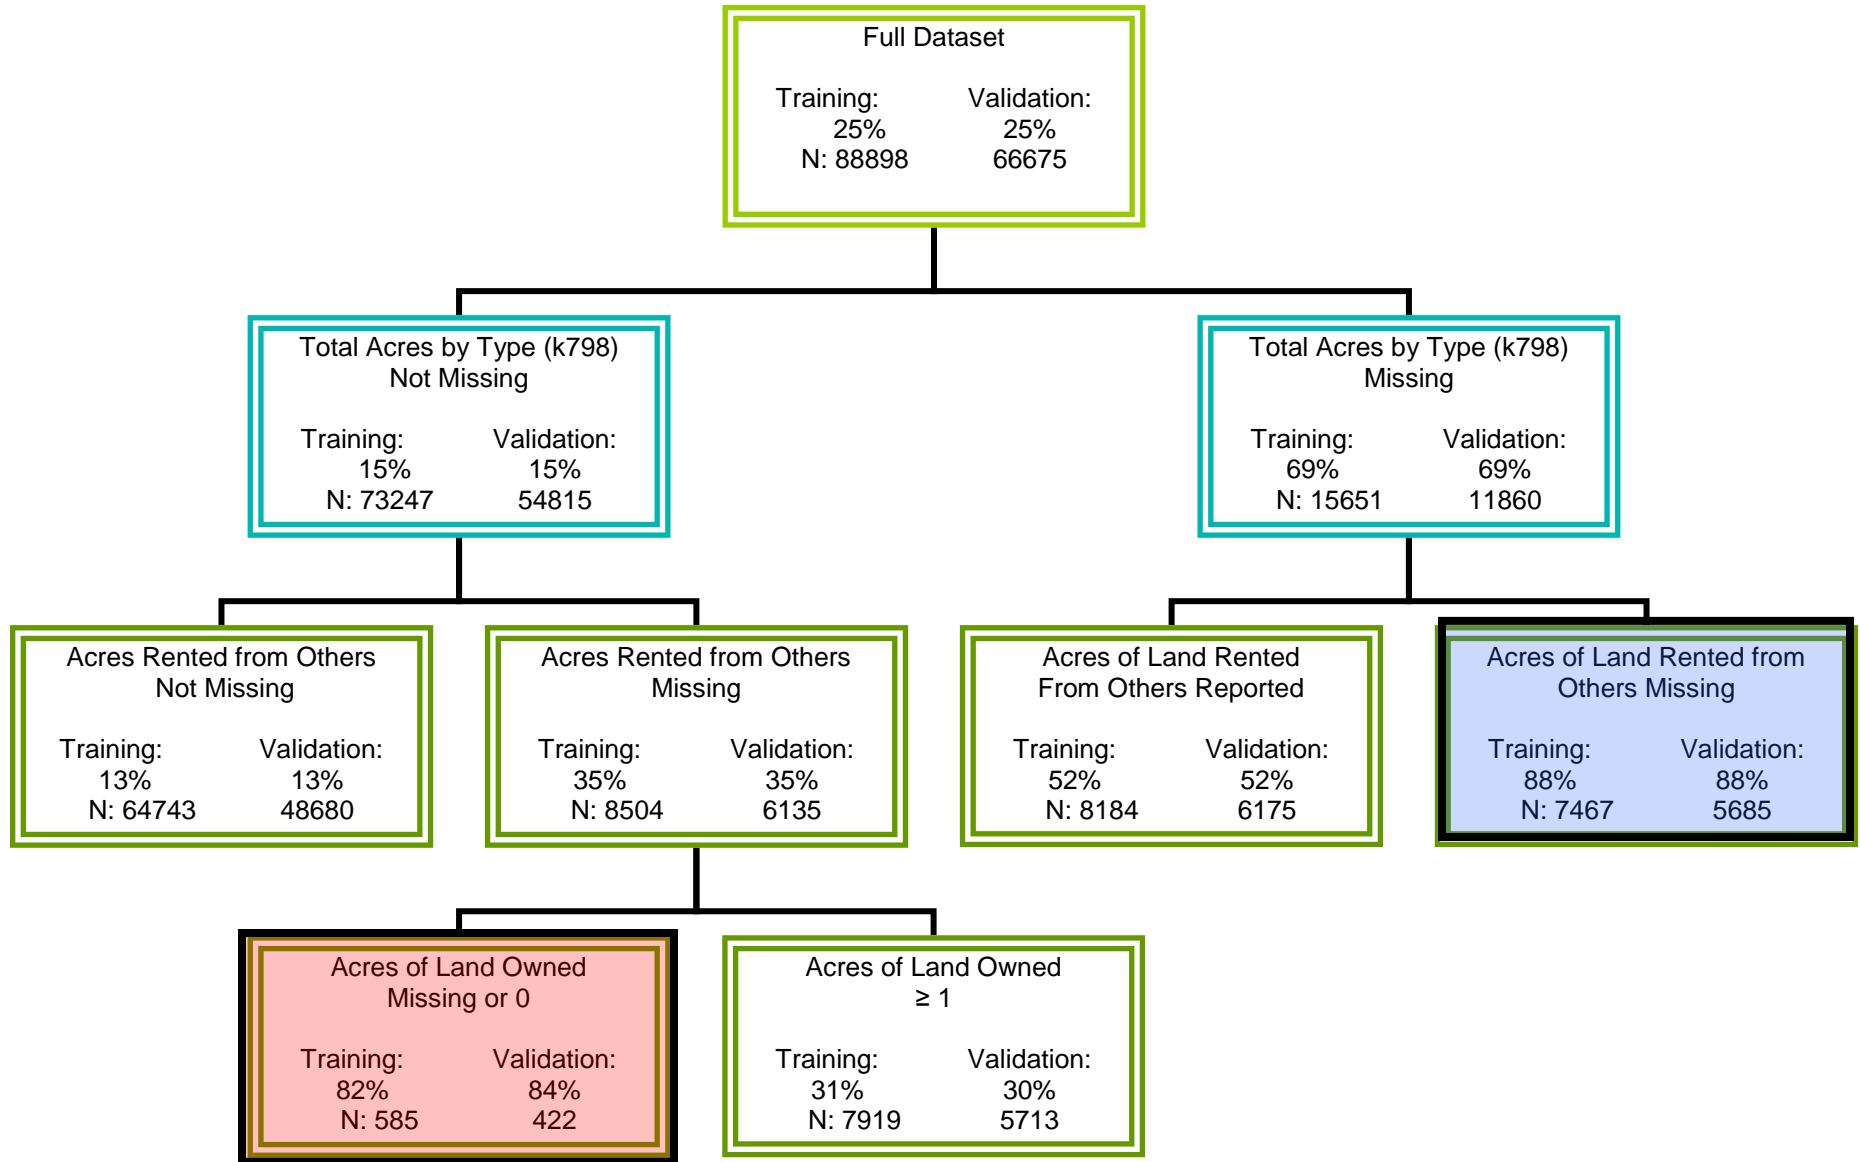 Full Dataset
Training: Validation:
25% 25%
N: 88898 66675
Total Acres by Type (k798)
Not Missing
Training: Validation:
15% 15%
N: 73247 54815
Total Acres by Type (k798)
Missing
Training: Validation:
69% 69%
N: 15651 11860
Acres Rented from Others
Not Missing
Training: Validation:
13% 13%
N: 64743 48680
Acres Rented from Others
Missing
Training: Validation:
35% 35%
N: 8504 6135
Acres of Land Rented
From Others Reported
Training: Validation:
52% 52%
N: 8184 6175
Acres of Land Rented from
Others Missing
Training: Validation:
88% 88%
N: 7467 5685
Acres of Land Owned
Missing or 0
Training: Validation:
82% 84%
N: 585 422
Acres of Land Owned
≥ 1
Training: Validation:
31% 30%
N: 7919 5713